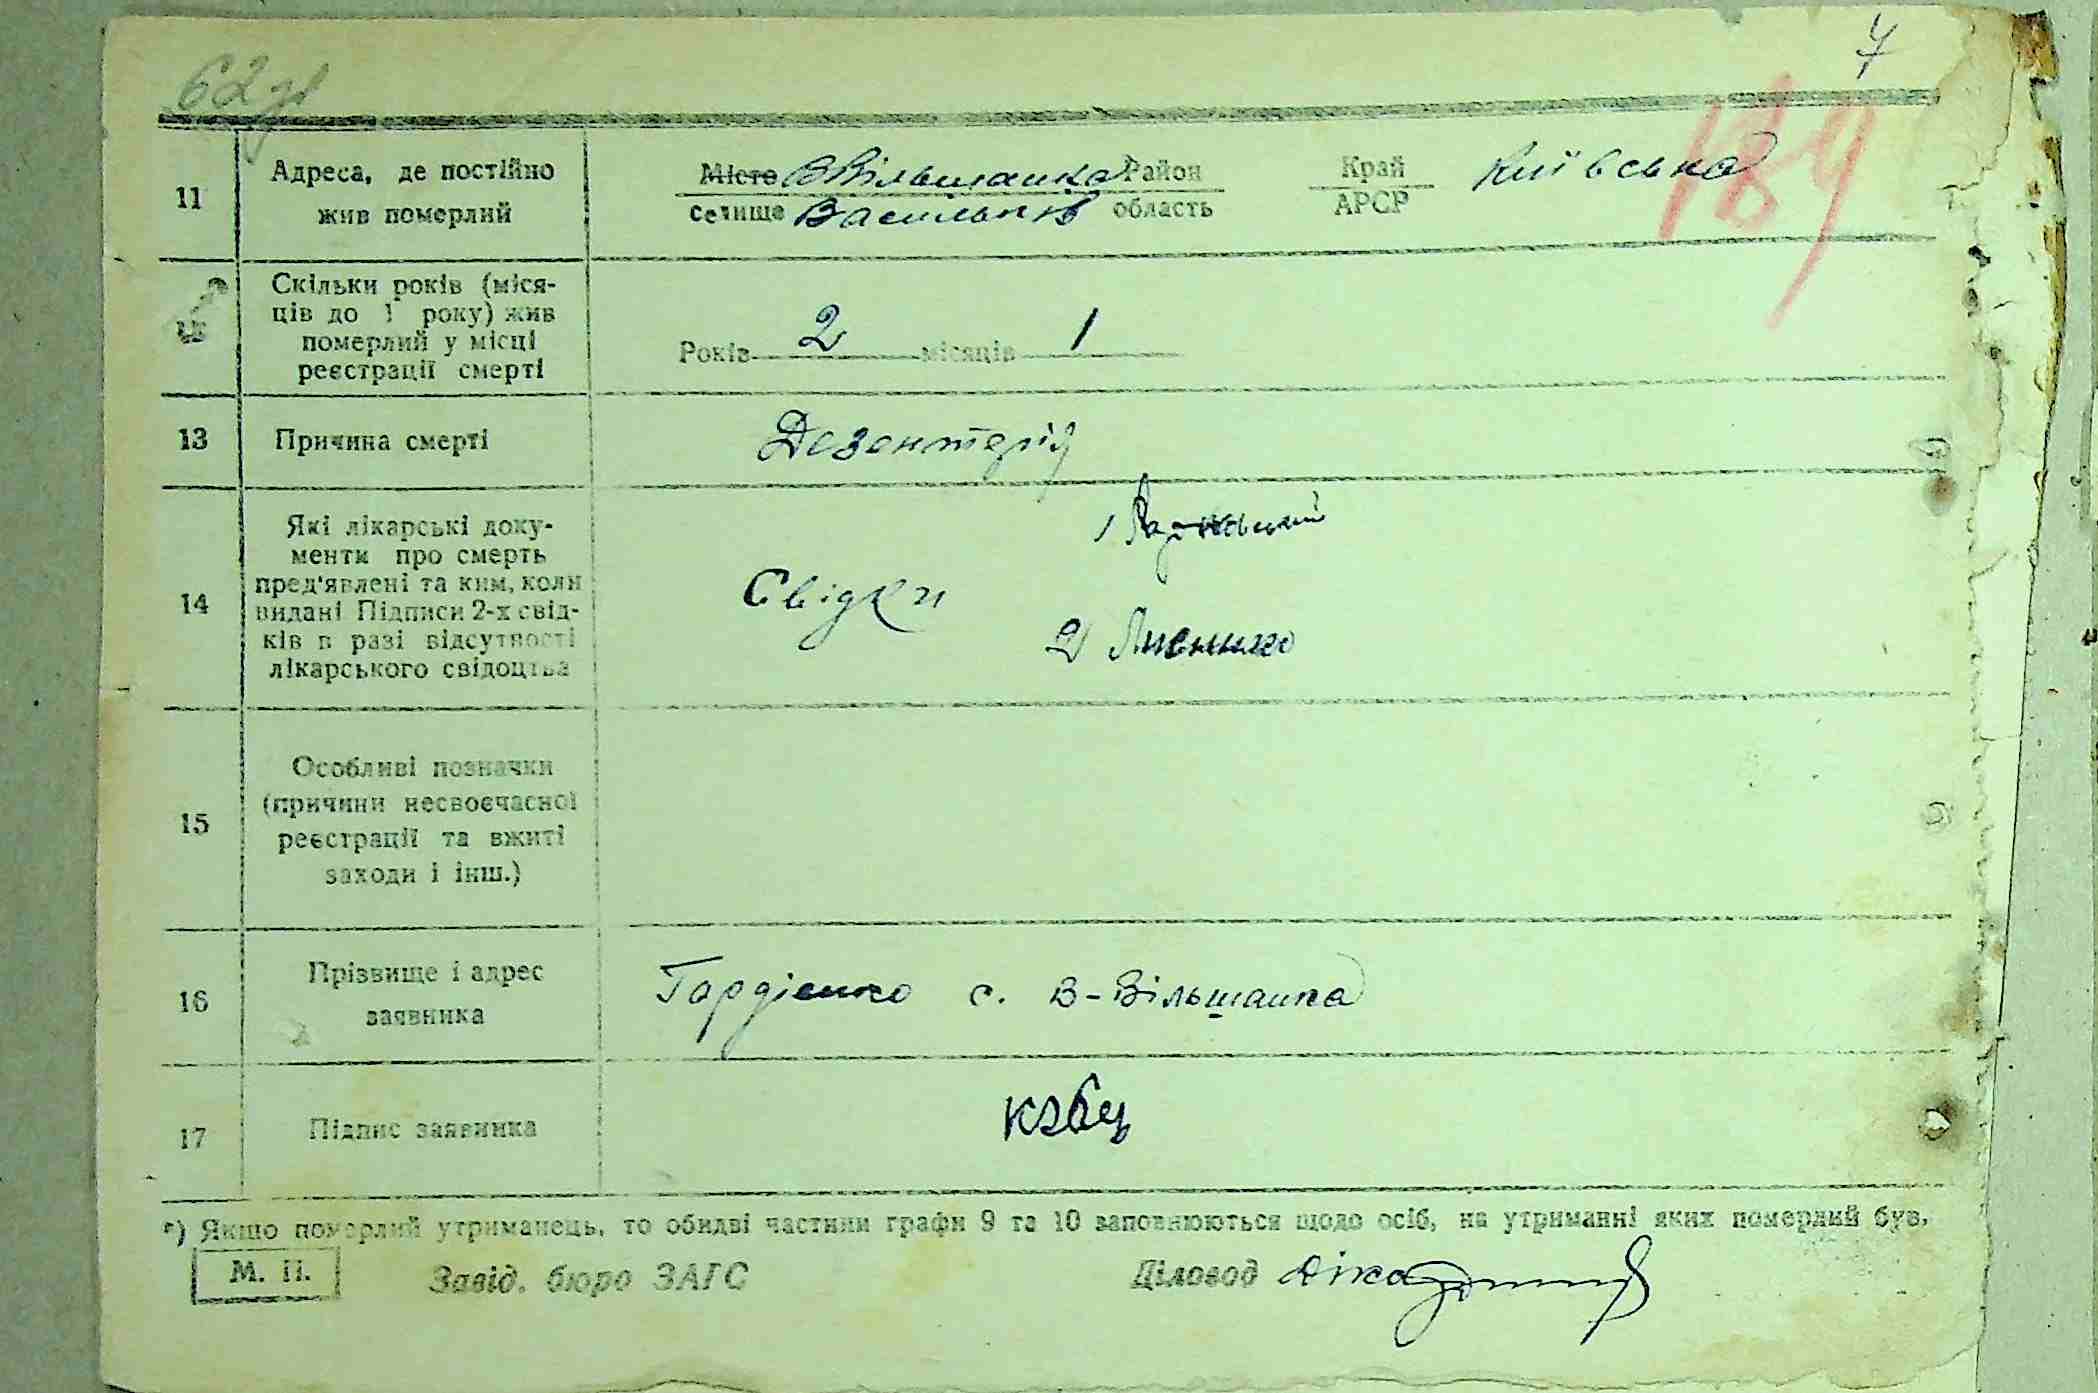 7
62
189
11
Адреса, де постійно
жив померлий
Місто В Вільшанка Район
селище Васильків область
Край
АРСР
Київська
Скільки років (міся-
ців до 1 року) жив
померлий у місці
реєстрації смерті
Років 2 місяців 1
13
Причина смерті
Дезентерія
14
Які лікарські доку-
менти про смерть
пред'явлені та ким, коли
видані Підписи 2-х свід-
ків в разі відсутності
лікарського свідоцтва
Свідки
1
2
15
Особливі позначки
(причини несвоєчасної
реєстрації та вжиті
заходи і інш.)
16
Прізвище і адрес
заявника
Гордієнко с. В-Вільшанка
17
Підпис заявника
*) Якщо померлий утриманець, то обидві частини графи 9 та 10 заповнюються щодо осіб, на утриманні яких померлий був.
М. П.
Завід. бюро ЗАГС
Діловод